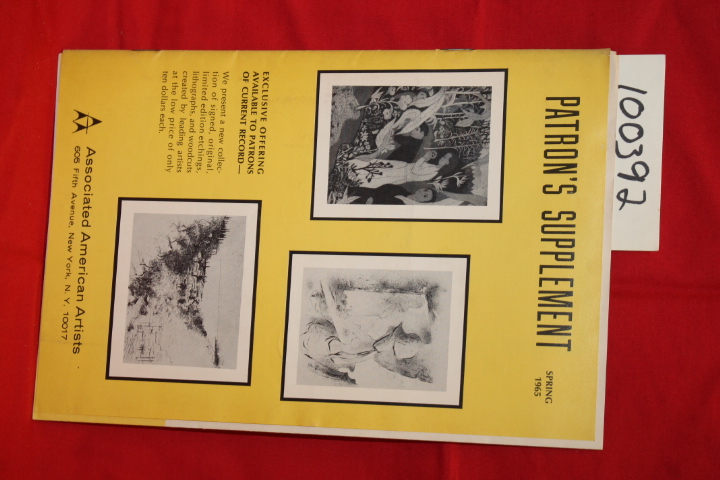 100392
PATRON'S SUPPLEMENT
SPRING
1965
EXCLUSIVE OFFERING
AVAILABLE TO PATRONS
OF CURRENT RECORD—
We present a new collec-
tion of signed, original,
limited edition etchings,
lithographs, and woodcuts
created by leading artists
at the low price of only
ten dollars each.
Associated American Artists
605 Fifth Avenue, New York, N. Y. 10017